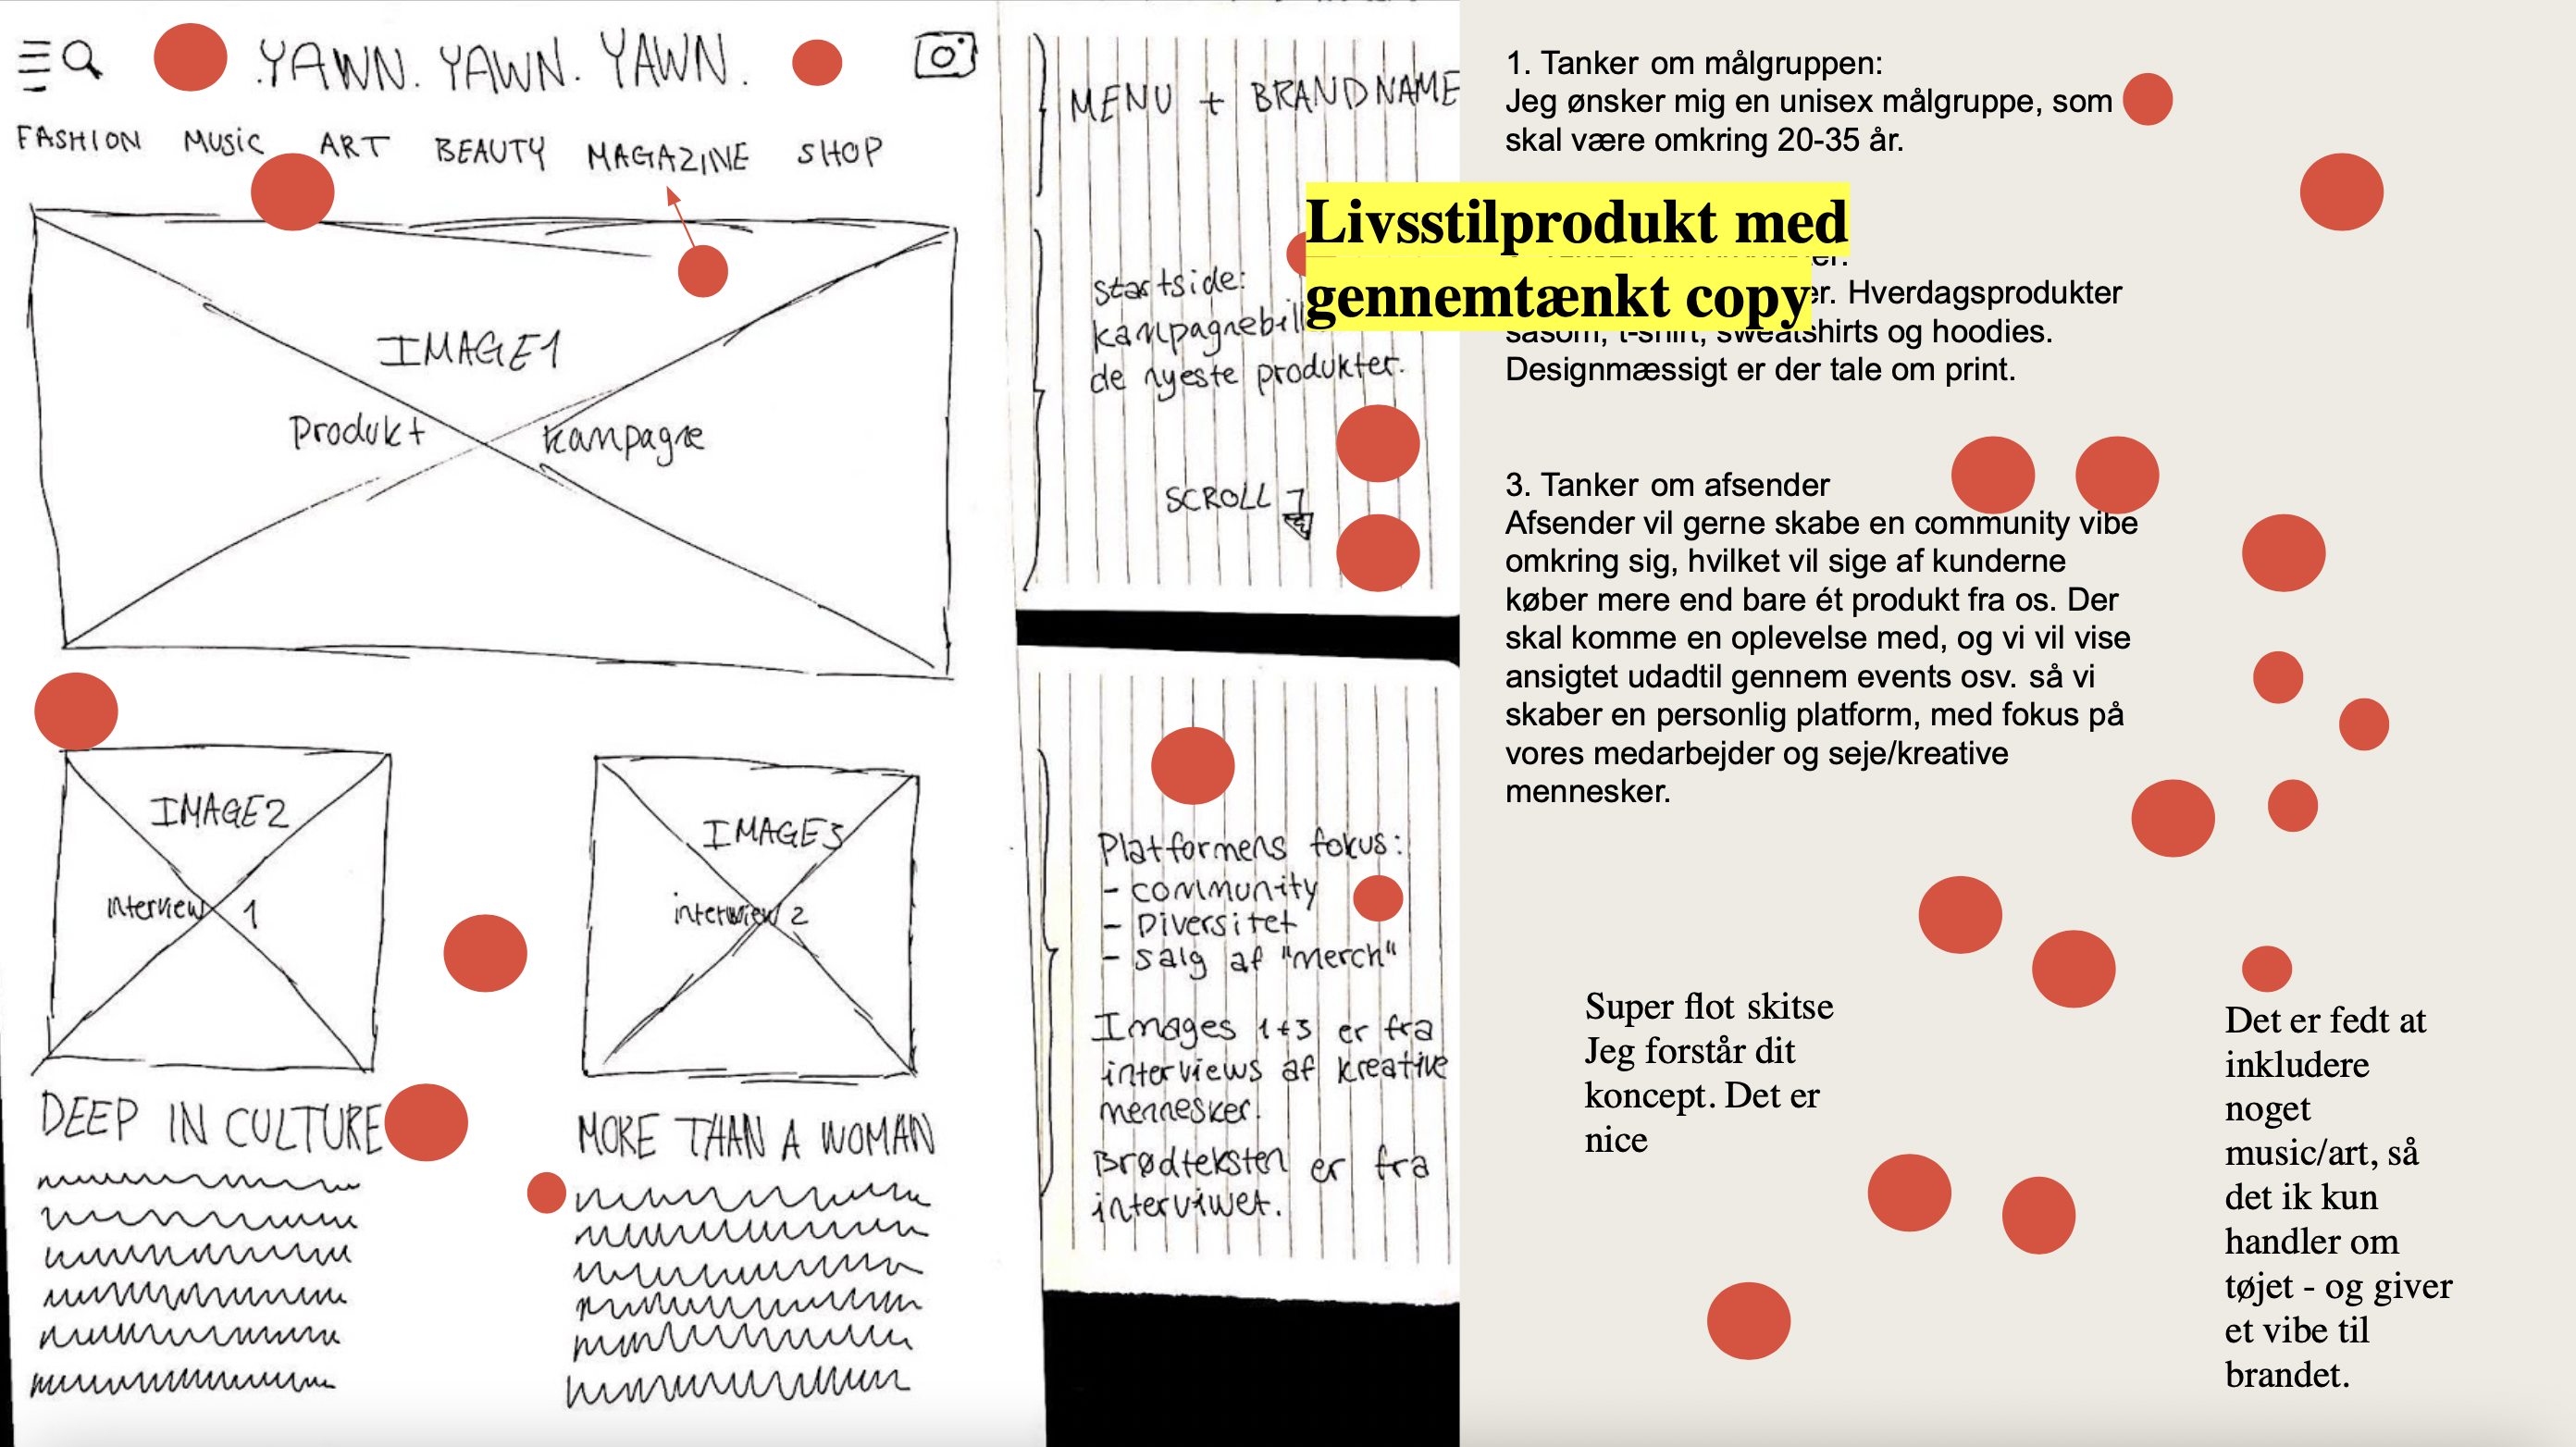 .YAWN. YAWN. YAWN.
FASHION MUSIC ART BEAUTY MAGAZINE SHOP
IMAGE1
Produkt kampagne
IMAGE2
interview 1
IMAGE3
interview 2
DEEP IN CULTURE
MORE THAN A WOMAN
MENU + BRANDNAME
startside:
kampagnebill
de nyeste produkter.
SCROLL
Platformens fokus:
- community
- Diversitet
- salg af "merch"
Images 1+3 er fra
interviews af kreative
mennesker.
Brødteksten er fra
interviwet.
Livsstilprodukt med
gennemtænkt copy
1. Tanker om målgruppen:
Jeg ønsker mig en unisex målgruppe, som
skal være omkring 20-35 år.
er. Hverdagsprodukter
såsom, t-shirt, sweatshirts og hoodies.
Designmæssigt er der tale om print.
3. Tanker om afsender
Afsender vil gerne skabe en community vibe
omkring sig, hvilket vil sige af kunderne
køber mere end bare ét produkt fra os. Der
skal komme en oplevelse med, og vi vil vise
ansigtet udadtil gennem events osv. så vi
skaber en personlig platform, med fokus på
vores medarbejder og seje/kreative
mennesker.
Super flot skitse
Jeg forstår dit
koncept. Det er
nice
Det er fedt at
inkludere
noget
music/art, så
det ik kun
handler om
tøjet - og giver
et vibe til
brandet.